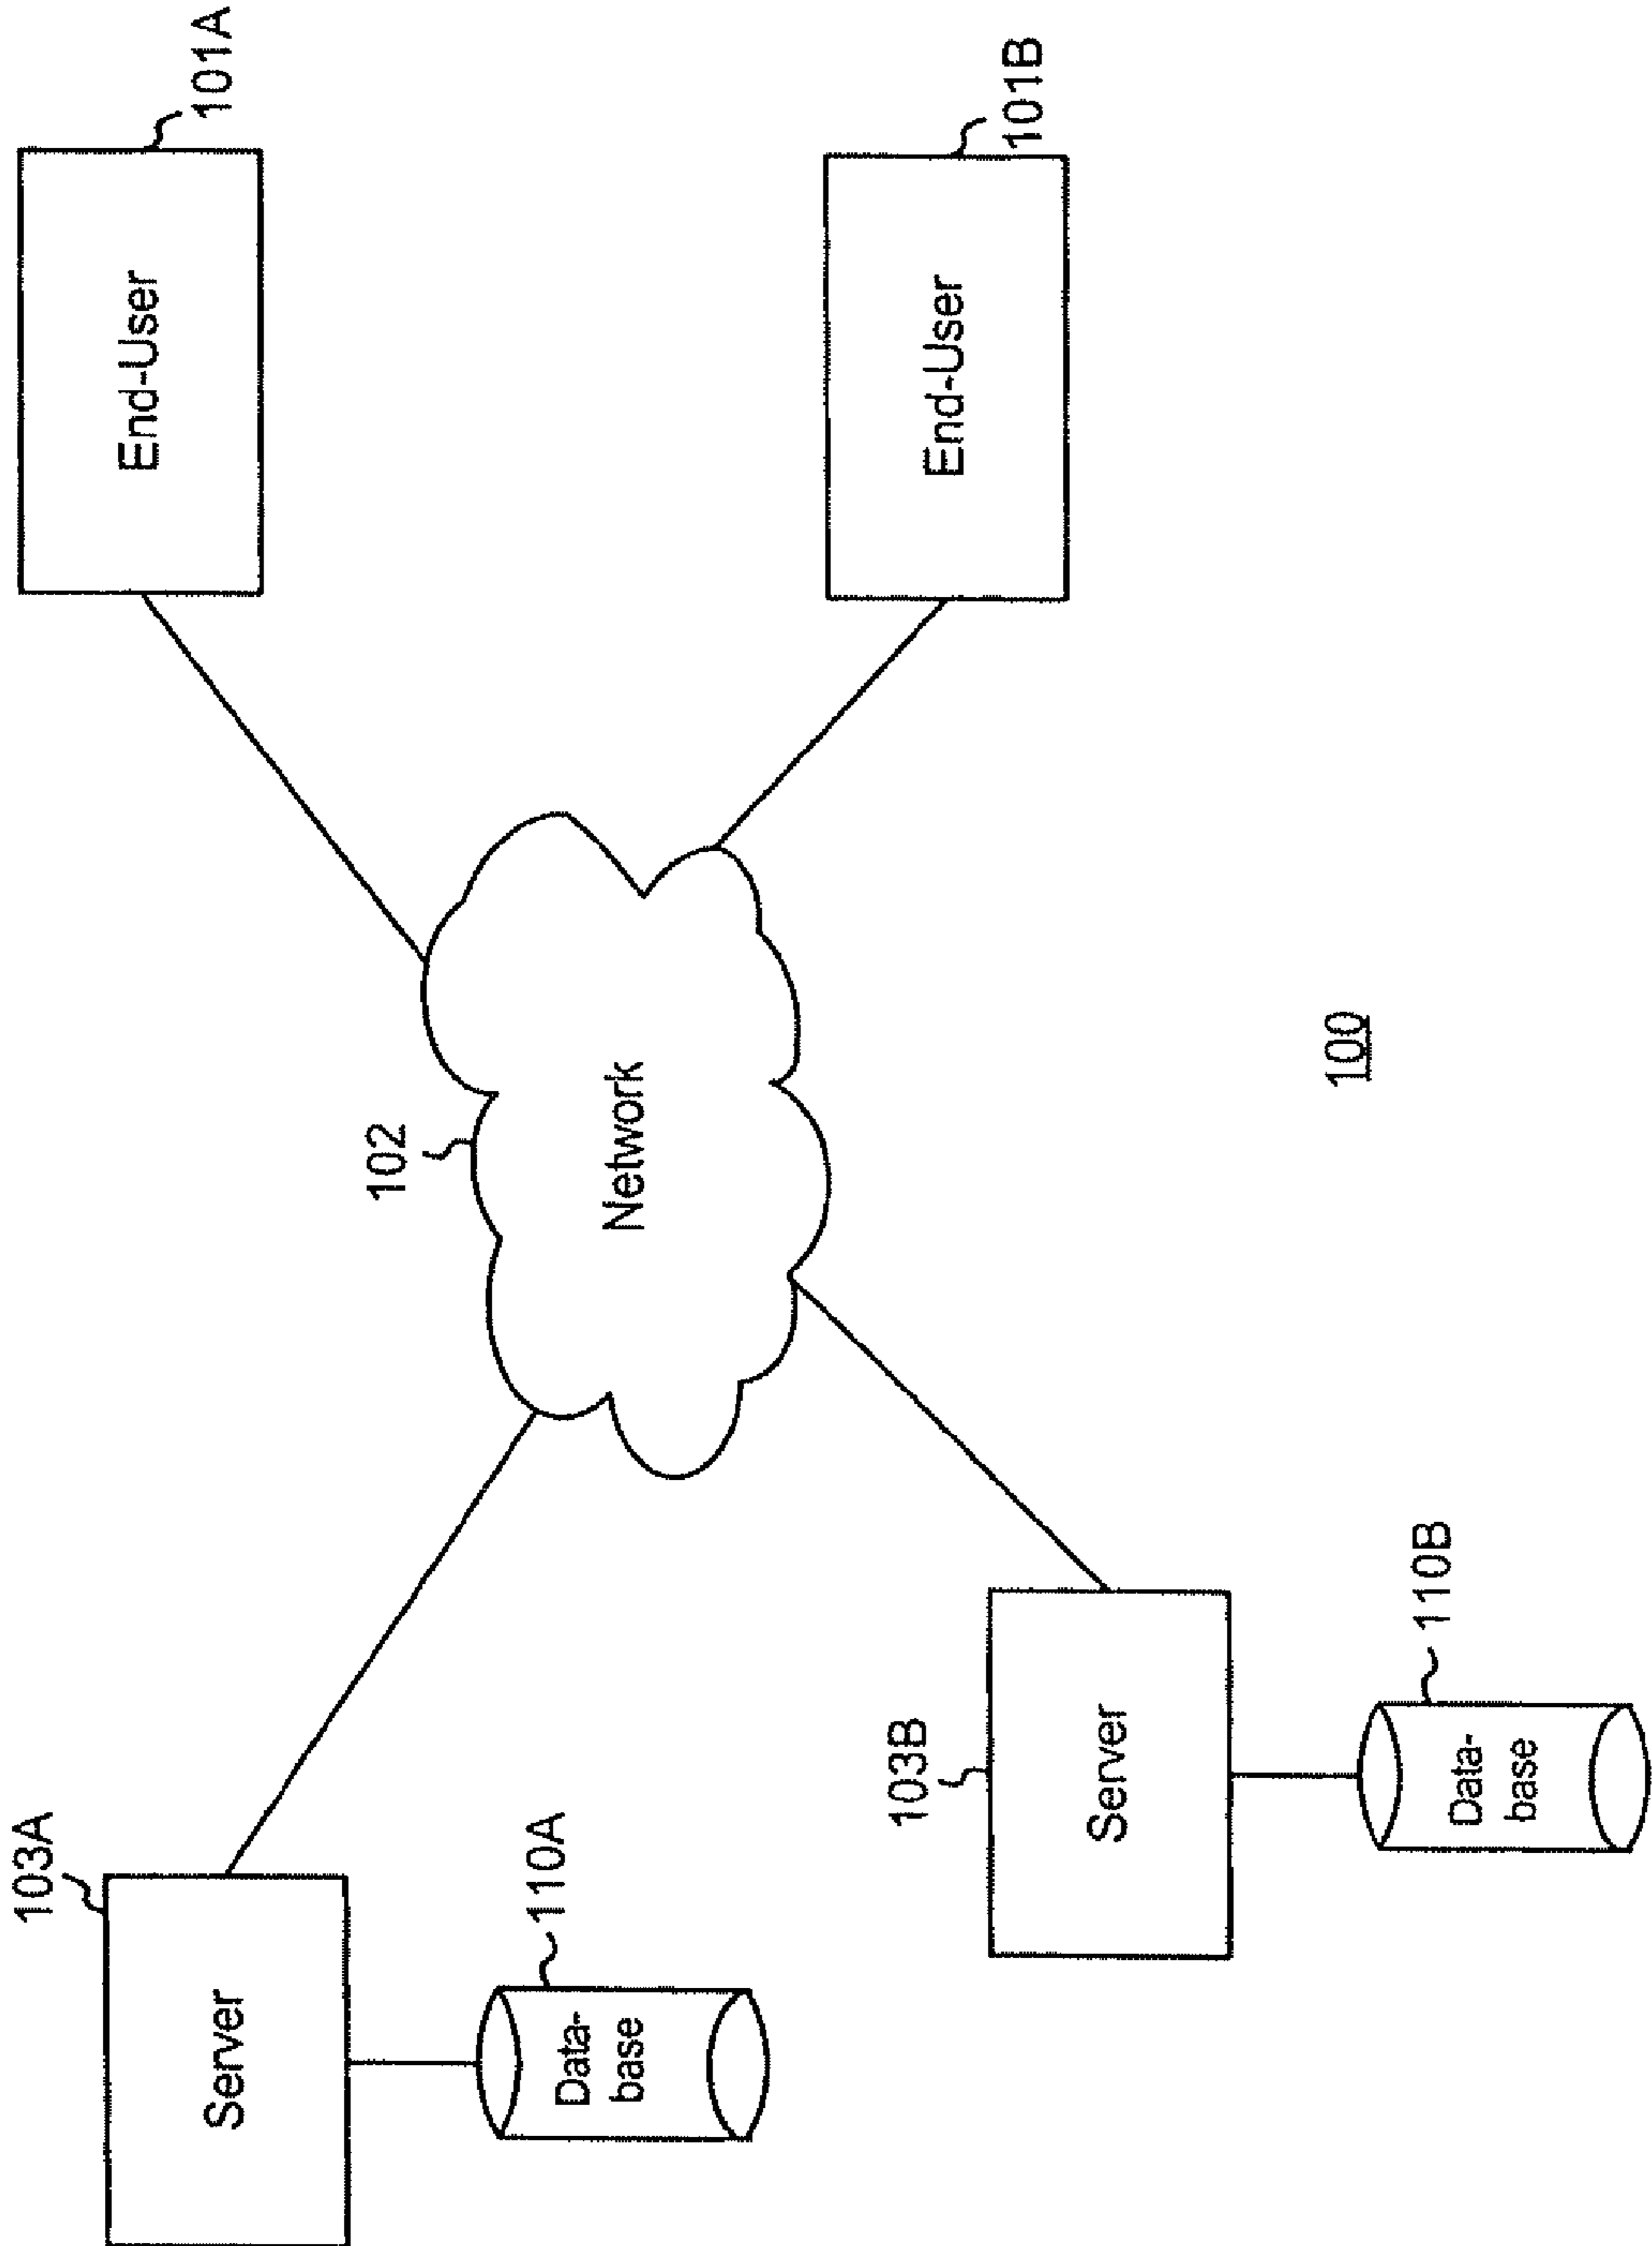 103A
Server
110A
Data-
base
102
Network
End-User
101A
103B
Server
110B
Data-
base
End-User
101B
100